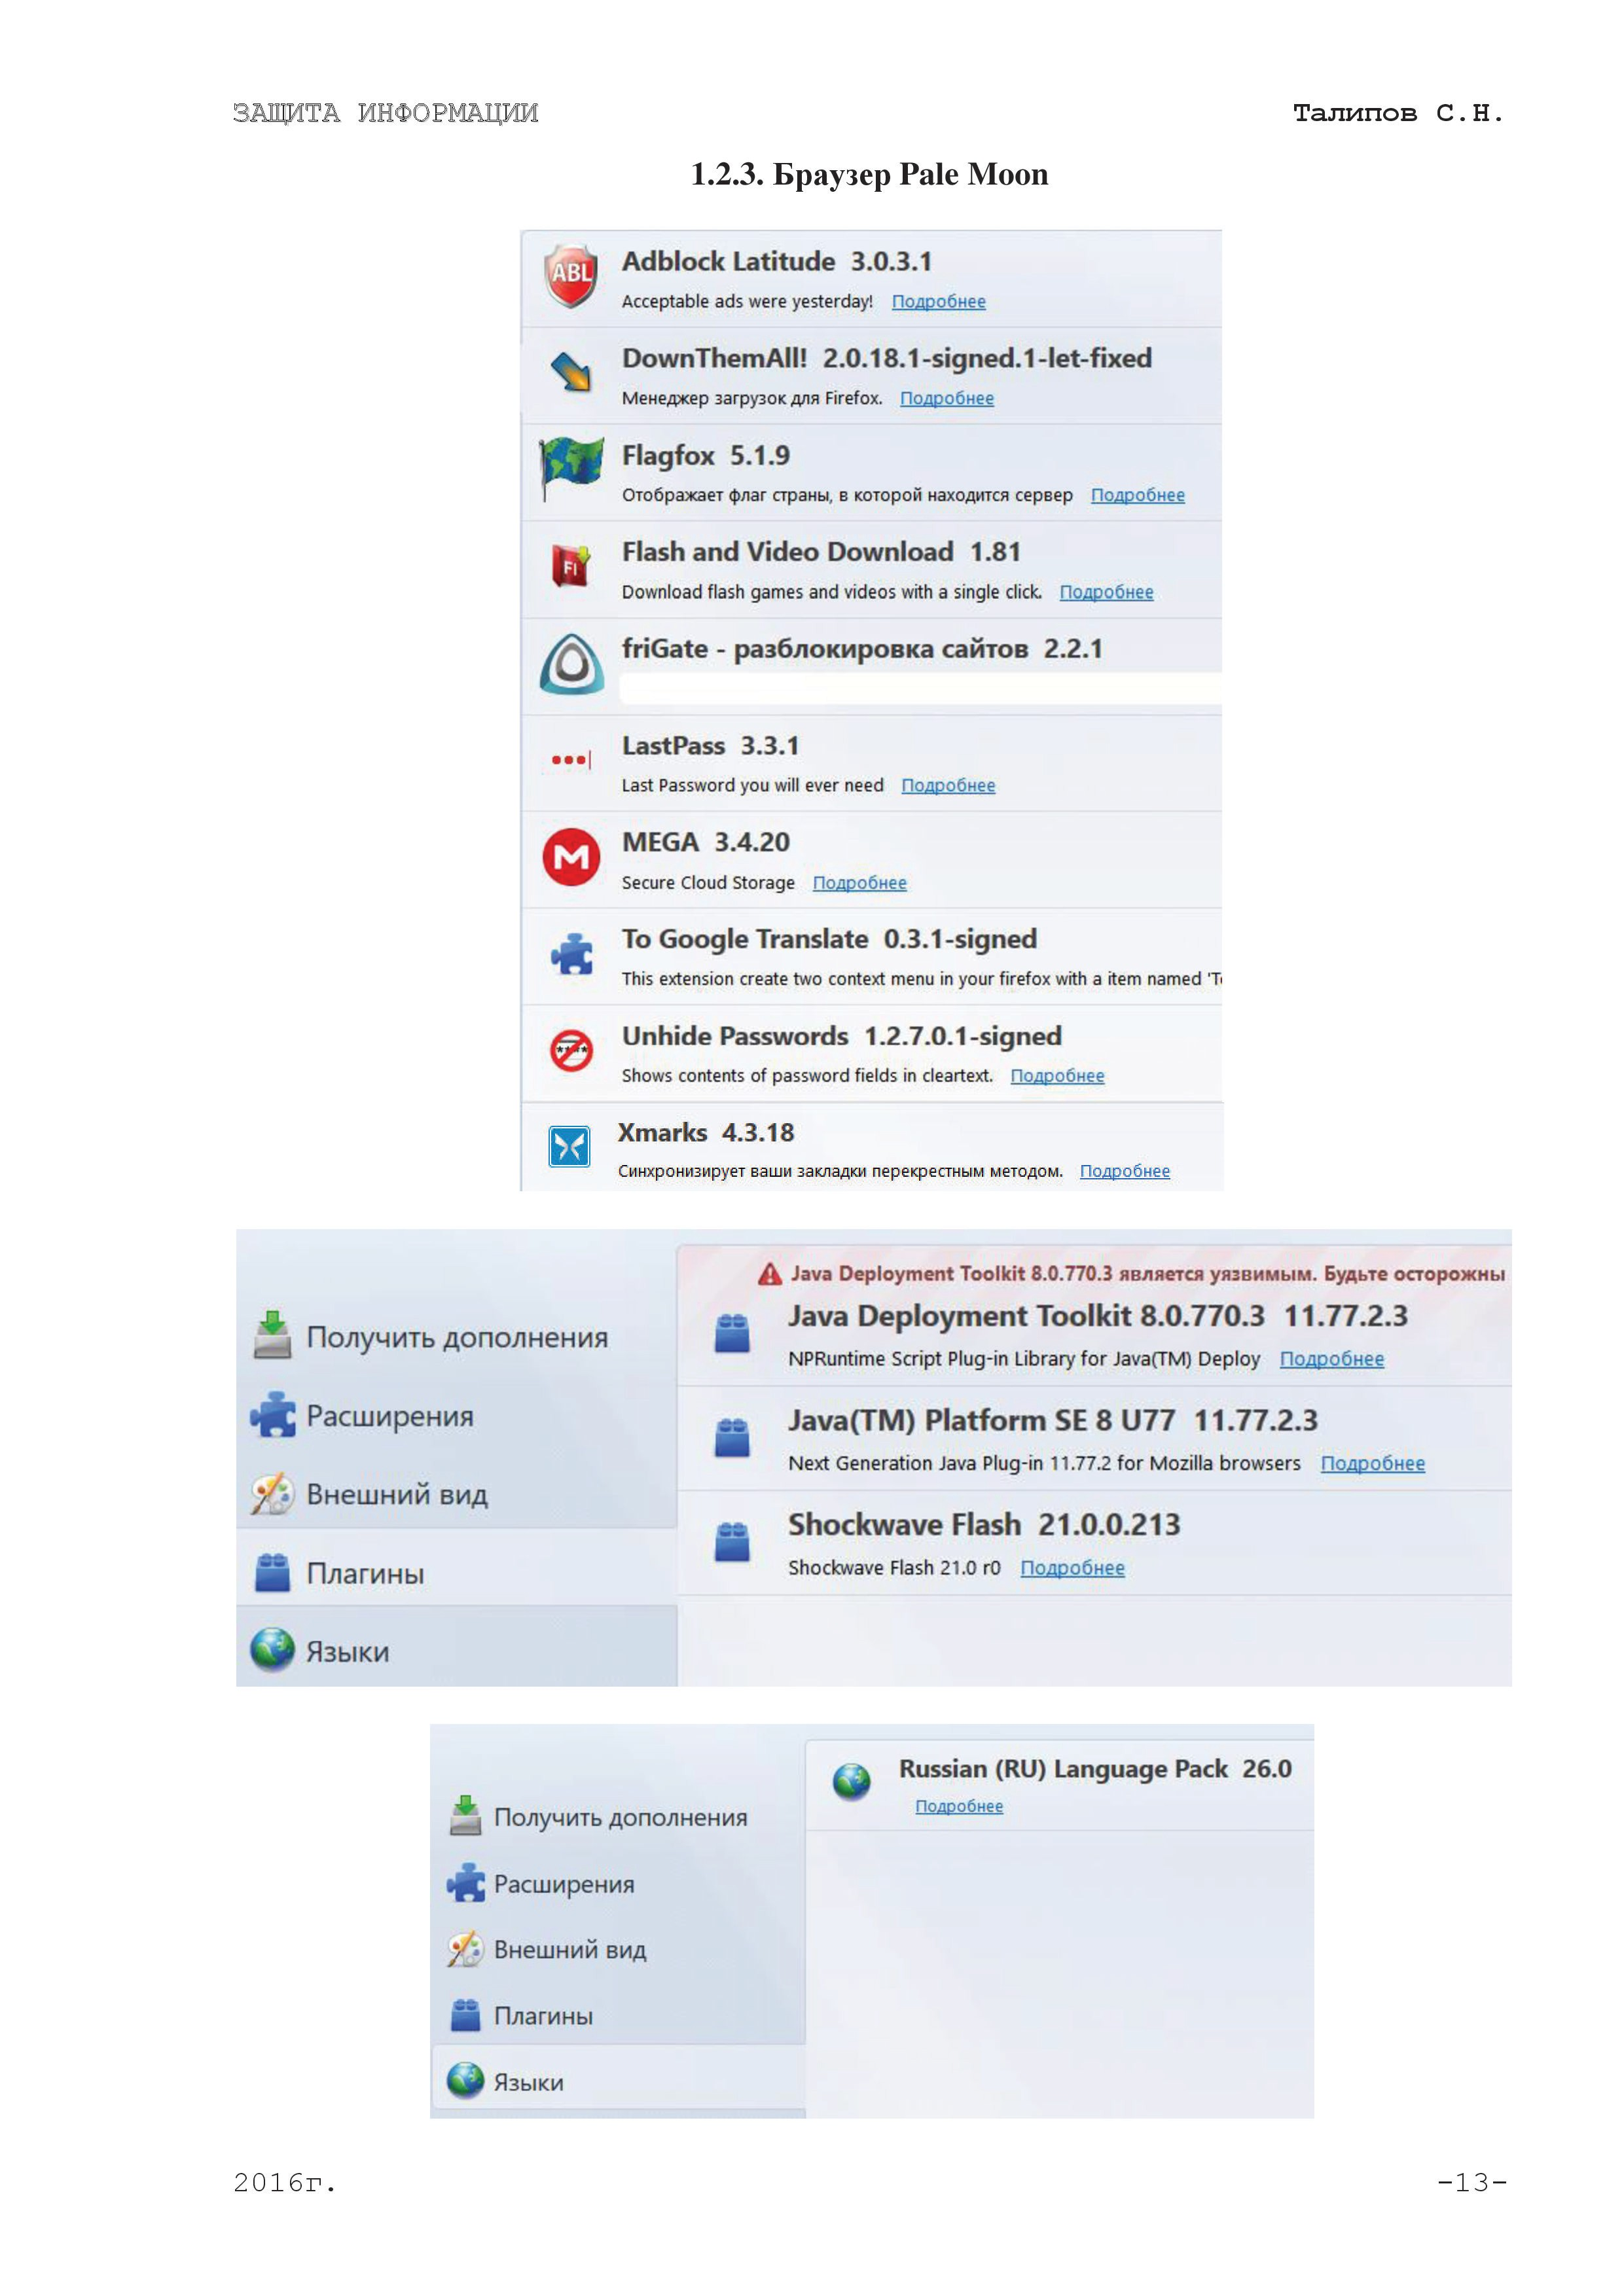 ЗАЩИТА ИНФОРМАЦИИ Талипов С.Н.
1.2.3. Браузер Pale Moon
ABL
Adblock Latitude 3.0.3.1
Acceptable ads were yesterday! Подробнее
DownThemAll! 2.0.18.1-signed.1-let-fixed
Менеджер загрузок для Firefox. Подробнее
Flagfox 5.1.9
Отображает флаг страны, в которой находится сервер Подробнее
Fl
Flash and Video Download 1.81
Download flash games and videos with a single click. Подробнее
friGate - разблокировка сайтов 2.2.1
LastPass 3.3.1
Last Password you will ever need Подробнее
M
MEGA 3.4.20
Secure Cloud Storage Подробнее
To Google Translate 0.3.1-signed
This extension create two context menu in your firefox with a item named
Unhide Passwords 1.2.7.0.1-signed
Shows contents of password fields in cleartext. Подробнее
Xmarks 4.3.18
Синхронизирует ваши закладки перекрестным методом. Подробнее
Получить дополнения
Расширения
Внешний вид
Плагины
Языки
Java Deployment Toolkit 8.0.770.3 является уязвимым. Будьте осторожны
Java Deployment Toolkit 8.0.770.3 11.77.2.3
NPRuntime Script Plug-in Library for Java(TM) Deploy Подробнее
Java(TM) Platform SE 8 U77 11.77.2.3
Next Generation Java Plug-in 11.77.2 for Mozilla browsers Подробнее
Shockwave Flash 21.0.0.213
Shockwave Flash 21.0 r0 Подробнее
Получить дополнения
Расширения
Внешний вид
Плагины
Языки
Russian (RU) Language Pack 26.0
Подробнее
2016г. -13-